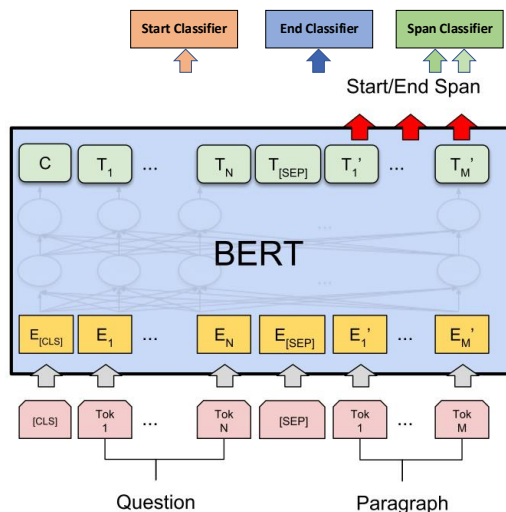 Start Classifier End Classifier Span Classifier
Start/End Span
C T1 ... TN T[SEP] T1' ... TM'
...
BERT
...
E[CLS] E1 ... EN E[SEP] E1' ... EM'
[CLS] Tok 1 ... Tok N [SEP] Tok 1 ... Tok M
Question Paragraph